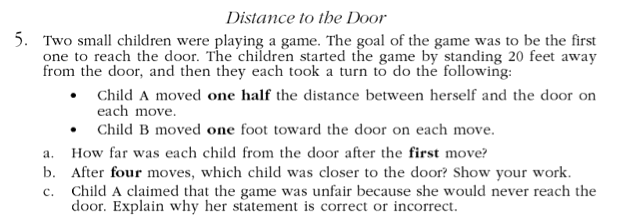 Distance to the Door
5. Two small children were playing a game. The goal of the game was to be the first
one to reach the door. The children started the game by standing 20 feet away
from the door, and then they each took a turn to do the following:
• Child A moved one half the distance between herself and the door on
each move.
• Child B moved one foot toward the door on each move.
a. How far was each child from the door after the first move?
b. After four moves, which child was closer to the door? Show your work.
c. Child A claimed that the game was unfair because she would never reach the
door. Explain why her statement is correct or incorrect.